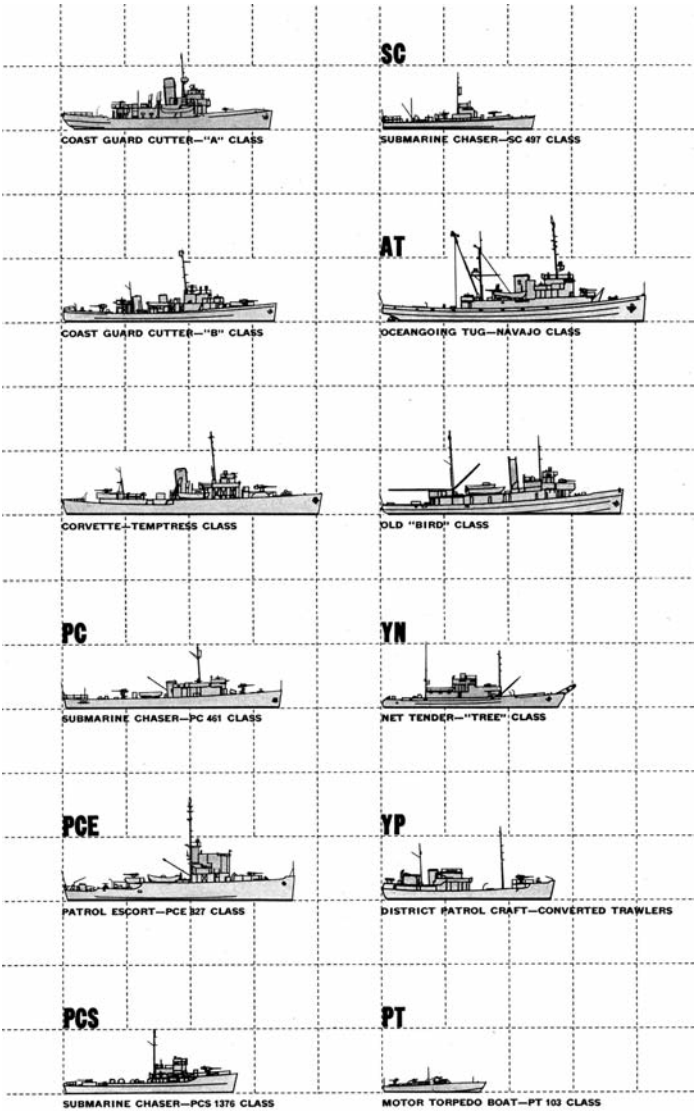 COAST GUARD CUTTER—"A" CLASS
SC
SUBMARINE CHASER—SC 497 CLASS
COAST GUARD CUTTER—"B" CLASS
AT
OCEANGOING TUG—NAVAJO CLASS
CORVETTE—TEMPTRESS CLASS
OLD "BIRD" CLASS
PC
SUBMARINE CHASER—PC 461 CLASS
YN
NET TENDER—"TREE" CLASS
PCE
PATROL ESCORT—PCE 827 CLASS
YP
DISTRICT PATROL CRAFT—CONVERTED TRAWLERS
PCS
SUBMARINE CHASER—PCS 1376 CLASS
PT
MOTOR TORPEDO BOAT—PT 103 CLASS